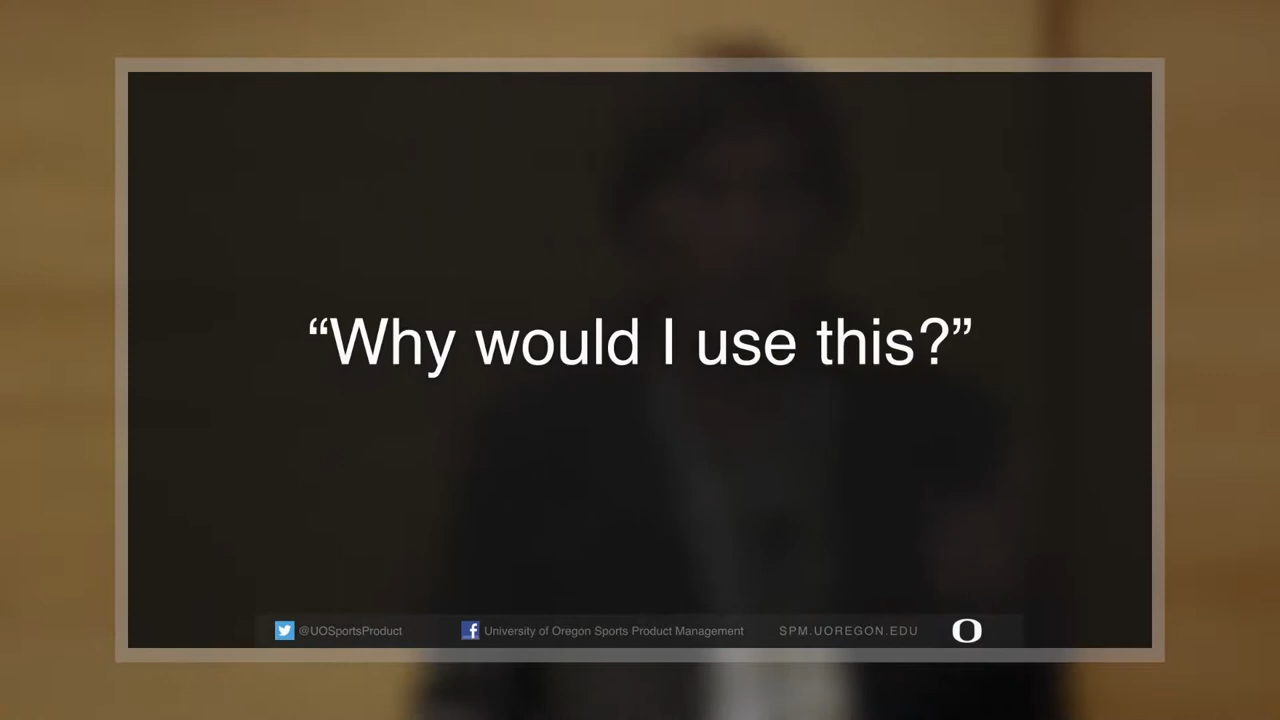 “Why would I use this?”
@UOSportsProduct
University of Oregon Sports Product Management
SPM.UOREGON.EDU
O